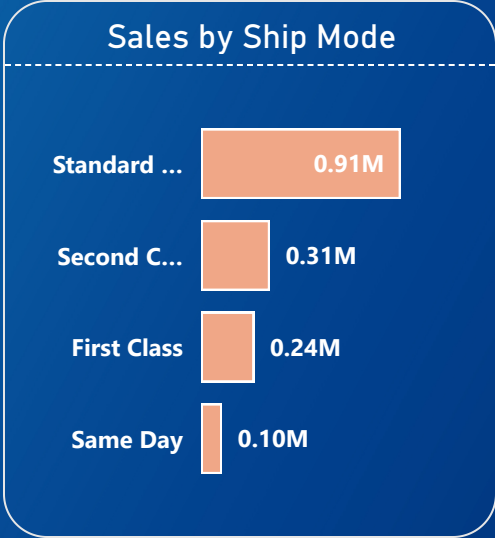 Sales by Ship Mode
Standard ... 0.91M
Second C... 0.31M
First Class 0.24M
Same Day 0.10M